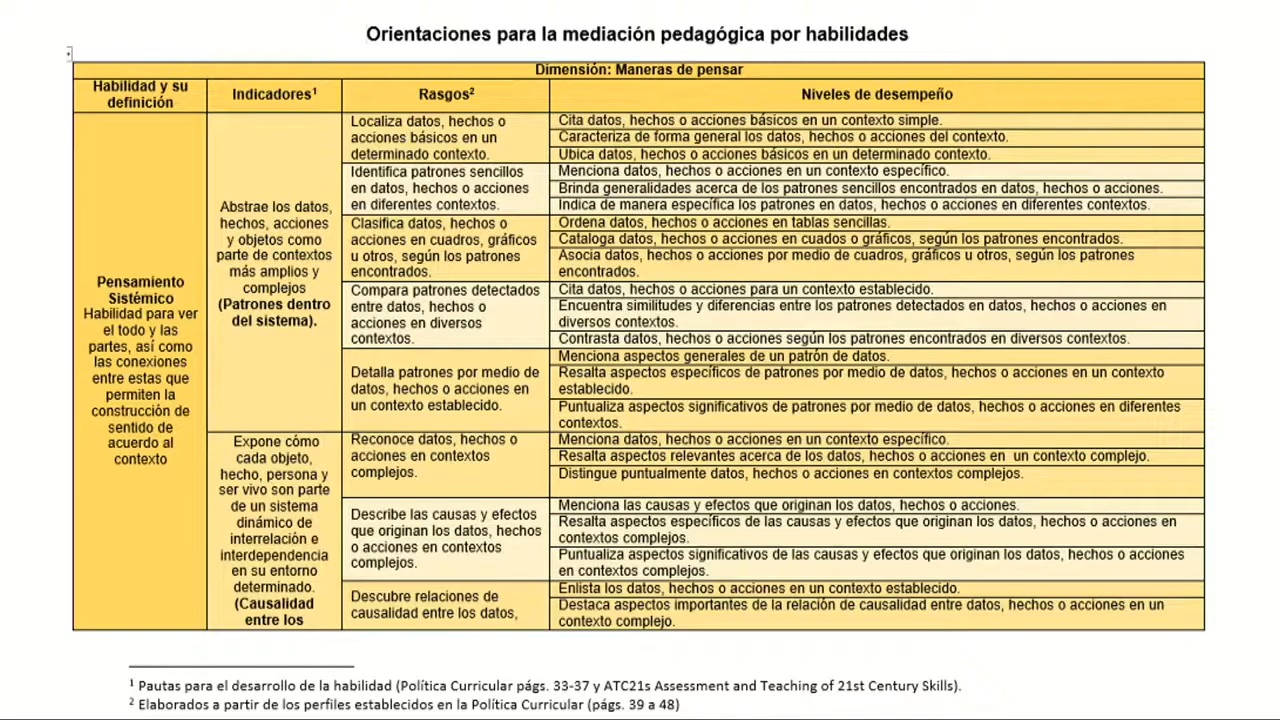 Orientaciones para la mediación pedagógica por habilidades
Dimensión: Maneras de pensar
Habilidad y su
definición
Indicadores¹
Rasgos²
Niveles de desempeño
Pensamiento
Sistémico
Habilidad para ver
el todo y las
partes, así como
las conexiones
entre estas que
permiten la
construcción de
sentido de
acuerdo al
contexto
Abstrae los datos,
hechos, acciones
y objetos como
parte de contextos
más amplios y
complejos
(Patrones dentro
del sistema).
Localiza datos, hechos o
acciones básicos en un
determinado contexto.
Cita datos, hechos o acciones básicos en un contexto simple.
Caracteriza de forma general los datos, hechos o acciones del contexto.
Ubica datos, hechos o acciones básicos en un determinado contexto.
Identifica patrones sencillos
en datos, hechos o acciones
en diferentes contextos.
Menciona datos, hechos o acciones en un contexto específico.
Brinda generalidades acerca de los patrones sencillos encontrados en datos, hechos o acciones.
Indica de manera específica los patrones en datos, hechos o acciones en diferentes contextos.
Clasifica datos, hechos o
acciones en cuadros, gráficos
u otros, según los patrones
encontrados.
Ordena datos, hechos o acciones en tablas sencillas.
Cataloga datos, hechos o acciones en cuados o gráficos, según los patrones encontrados.
Asocia datos, hechos o acciones por medio de cuadros, gráficos u otros, según los patrones
encontrados.
Compara patrones detectados
entre datos, hechos o
acciones en diversos
contextos.
Cita datos, hechos o acciones para un contexto establecido.
Encuentra similitudes y diferencias entre los patrones detectados en datos, hechos o acciones en
diversos contextos.
Contrasta datos, hechos o acciones según los patrones encontrados en diversos contextos.
Detalla patrones por medio de
datos, hechos o acciones en
un contexto establecido.
Menciona aspectos generales de un patrón de datos.
Resalta aspectos específicos de patrones por medio de datos, hechos o acciones en un contexto
establecido.
Puntualiza aspectos significativos de patrones por medio de datos, hechos o acciones en diferentes
contextos.
Expone cómo
cada objeto,
hecho, persona y
ser vivo son parte
de un sistema
dinámico de
interrelación e
interdependencia
en su entorno
determinado.
(Causalidad
entre los
Reconoce datos, hechos o
acciones en contextos
complejos.
Menciona datos, hechos o acciones en un contexto específico.
Resalta aspectos relevantes acerca de los datos, hechos o acciones en un contexto complejo.
Distingue puntualmente datos, hechos o acciones en contextos complejos.
Describe las causas y efectos
que originan los datos, hechos
o acciones en contextos
complejos.
Menciona las causas y efectos que originan los datos, hechos o acciones.
Resalta aspectos específicos de las causas y efectos que originan los datos, hechos o acciones en
contextos complejos.
Puntualiza aspectos significativos de las causas y efectos que originan los datos, hechos o acciones
en contextos complejos.
Descubre relaciones de
causalidad entre los datos,
Enlista los datos, hechos o acciones en un contexto establecido.
Destaca aspectos importantes de la relación de causalidad entre datos, hechos o acciones en un
contexto complejo.
¹ Pautas para el desarrollo de la habilidad (Política Curricular págs. 33-37 y ATC21s Assessment and Teaching of 21st Century Skills).
² Elaborados a partir de los perfiles establecidos en la Política Curricular (págs. 39 a 48)